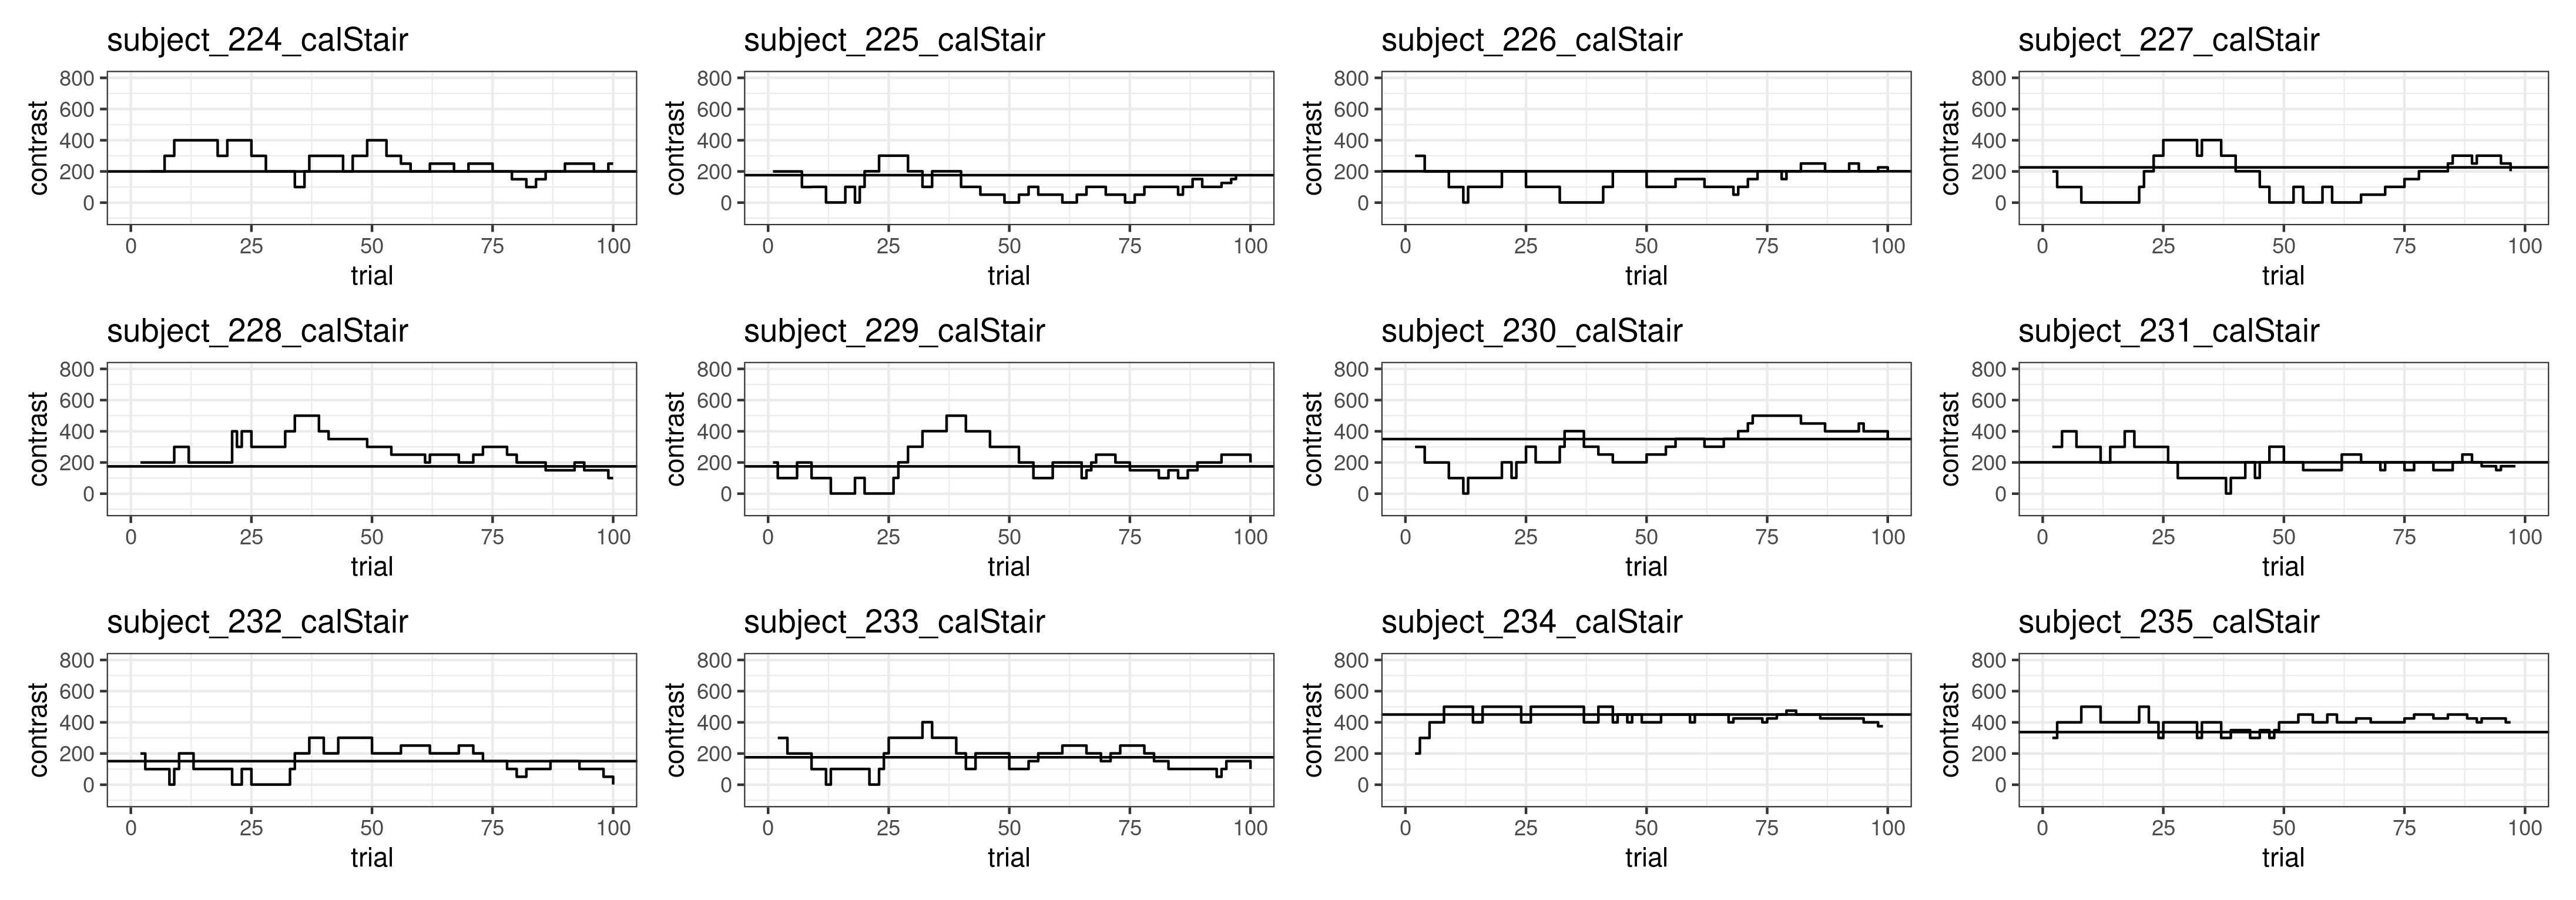 subject_224_calStair subject_225_calStair subject_226_calStair subject_227_calStair
800 800 800 800
600 600 600 600
400 400 400 400
200 200 200 200
0 0 0 0
contrast contrast contrast contrast
0 25 50 75 100 0 25 50 75 100 0 25 50 75 100 0 25 50 75 100
trial trial trial trial
subject_228_calStair subject_229_calStair subject_230_calStair subject_231_calStair
800 800 800 800
600 600 600 600
400 400 400 400
200 200 200 200
0 0 0 0
contrast contrast contrast contrast
0 25 50 75 100 0 25 50 75 100 0 25 50 75 100 0 25 50 75 100
trial trial trial trial
subject_232_calStair subject_233_calStair subject_234_calStair subject_235_calStair
800 800 800 800
600 600 600 600
400 400 400 400
200 200 200 200
0 0 0 0
contrast contrast contrast contrast
0 25 50 75 100 0 25 50 75 100 0 25 50 75 100 0 25 50 75 100
trial trial trial trial